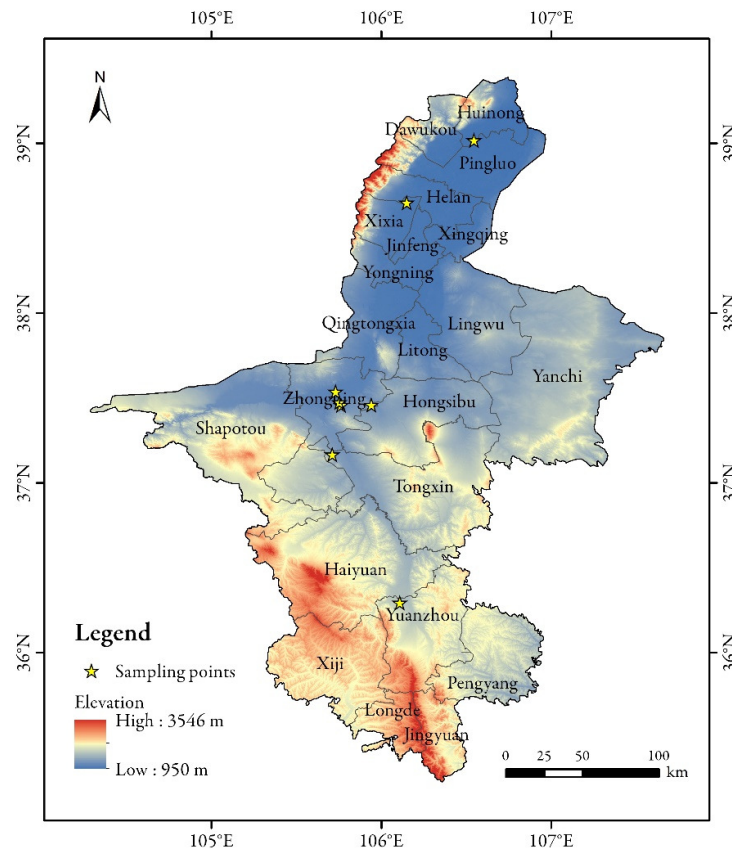 105°E 106°E 107°E
N
39°N 39°N
Huinong
Dawukou
Pingluo
Helan
Xixia
Xingqing
Jinfeng
Yongning
38°N 38°N
Qingtongxia Lingwu
Litong
Yanchi
Zhongning Hongsibu
Shapotou
37°N 37°N
Tongxin
Haiyuan
Yuanzhou
Legend
36°N 36°N
Xiji
Sampling points
Pengyang
Elevation
High : 3546 m
Longde
Jingyuan
Low : 950 m
0 25 50 100
km
105°E 106°E 107°E